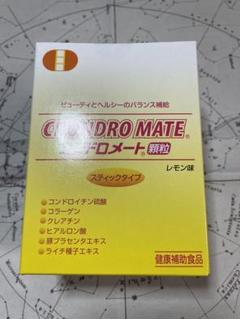 ビューティとヘルシーのバランス補給
CHONDRO MATE®
ドロメート®顆粒
レモン味
スティックタイプ
●コンドロイチン硫酸
●コラーゲン
●クレアチン
●ヒアルロン酸
●豚プラセンタエキス
●ライチ種子エキス
健康補助食品